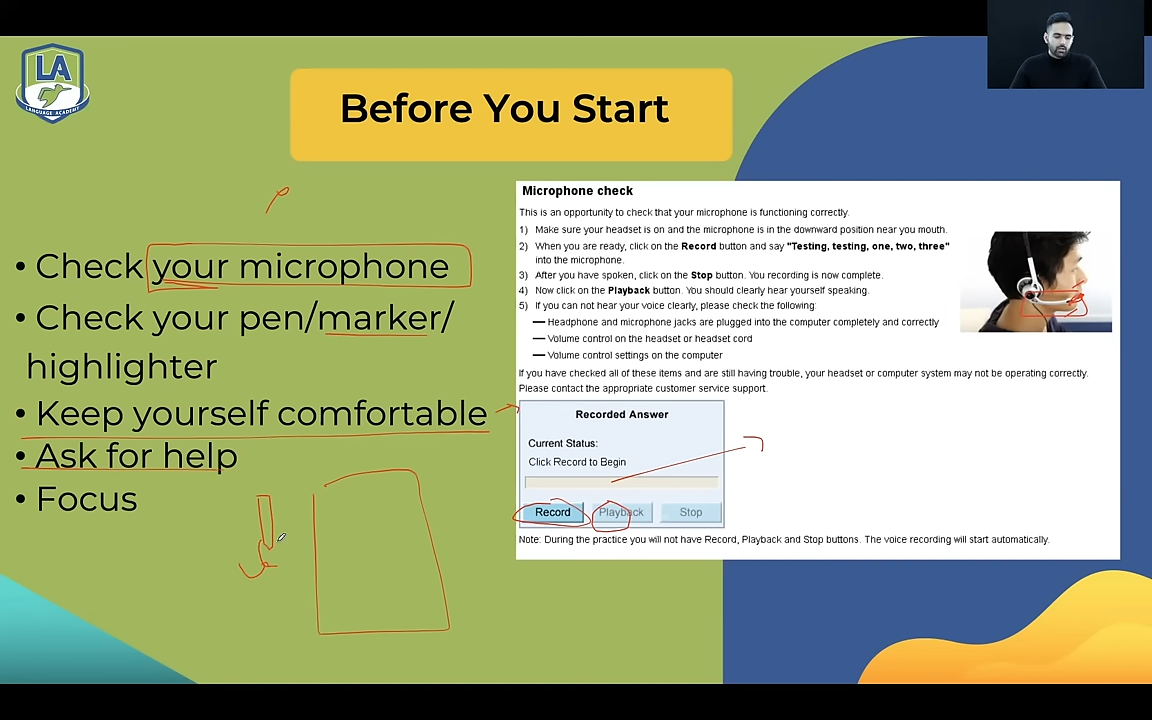 LA
LANGUAGE ACADEMY
Before You Start
• Check your microphone
• Check your pen/marker/
highlighter
• Keep yourself comfortable
• Ask for help
• Focus
Microphone check
This is an opportunity to check that your microphone is functioning correctly.
1) Make sure your headset is on and the microphone is in the downward position near you mouth.
2) When you are ready, click on the Record button and say "Testing, testing, one, two, three"
into the microphone.
3) After you have spoken, click on the Stop button. You recording is now complete.
4) Now click on the Playback button. You should clearly hear yourself speaking.
5) If you can not hear your voice clearly, please check the following:
— Headphone and microphone jacks are plugged into the computer completely and correctly
— Volume control on the headset or headset cord
— Volume control settings on the computer
If you have checked all of these items and are still having trouble, your headset or computer system may not be operating correctly.
Please contact the appropriate customer service support.
Recorded Answer
Current Status:
Click Record to Begin
Record Playback Stop
Note: During the practice you will not have Record, Playback and Stop buttons. The voice recording will start automatically.